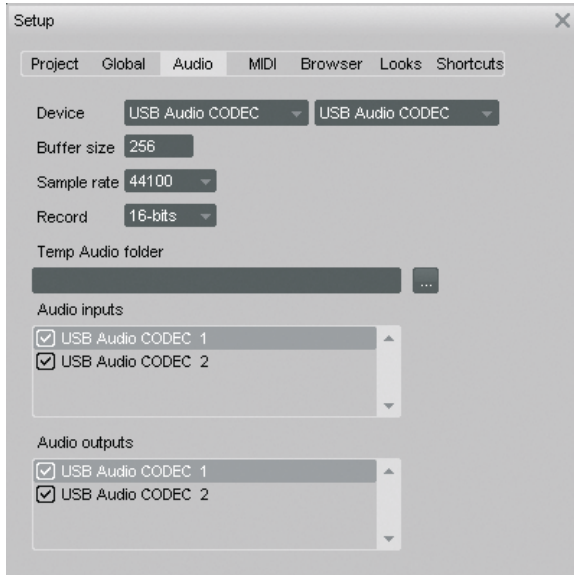 Setup
Project Global Audio MIDI Browser Looks Shortcuts
Device USB Audio CODEC USB Audio CODEC
Buffer size 256
Sample rate 44100
Record 16-bits
Temp Audio folder
...
Audio inputs
USB Audio CODEC 1
USB Audio CODEC 2
Audio outputs
USB Audio CODEC 1
USB Audio CODEC 2